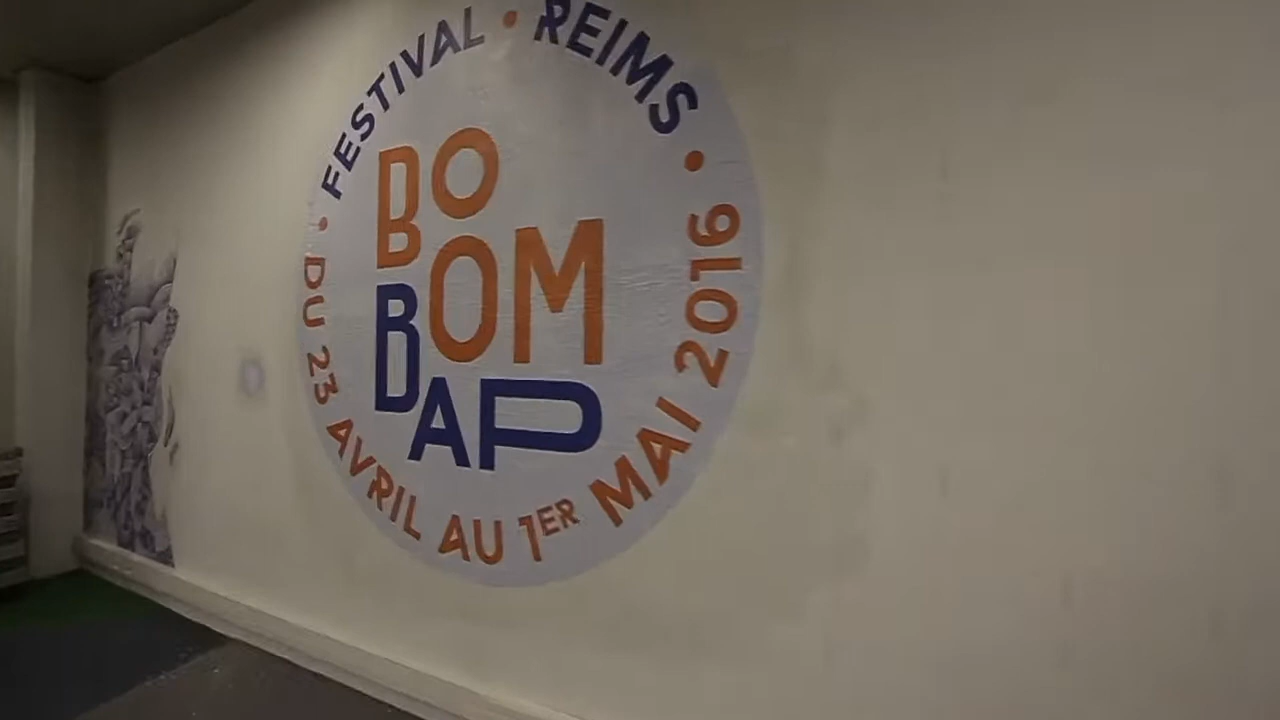 FESTIVAL • REIMS •
BO
BOM
BAP
• DU 23 AVRIL AU 1ER MAI 2016